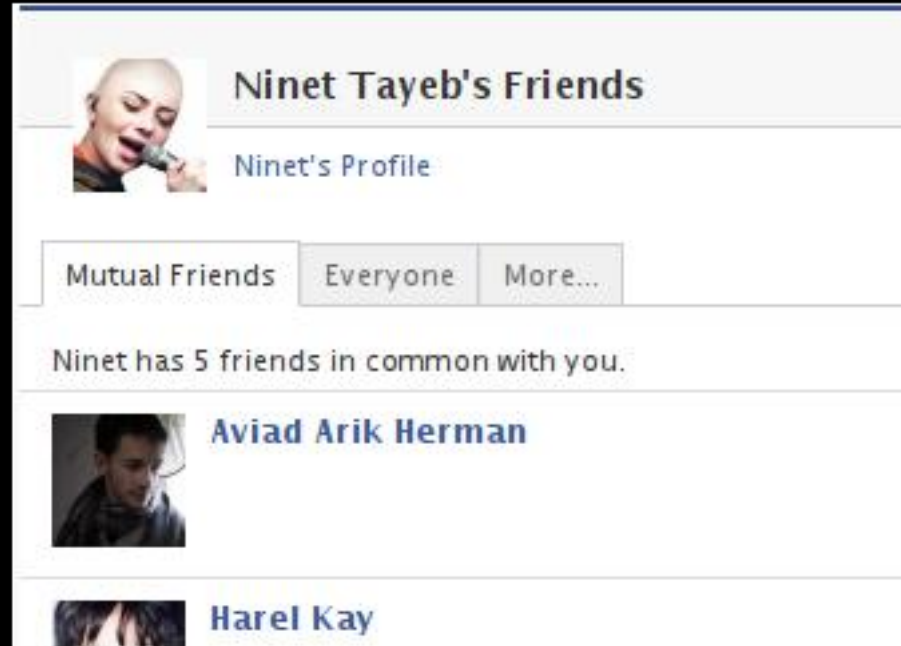 Ninet Tayeb's Friends
Ninet's Profile
Mutual Friends Everyone More...
Ninet has 5 friends in common with you.
Aviad Arik Herman
Harel Kay